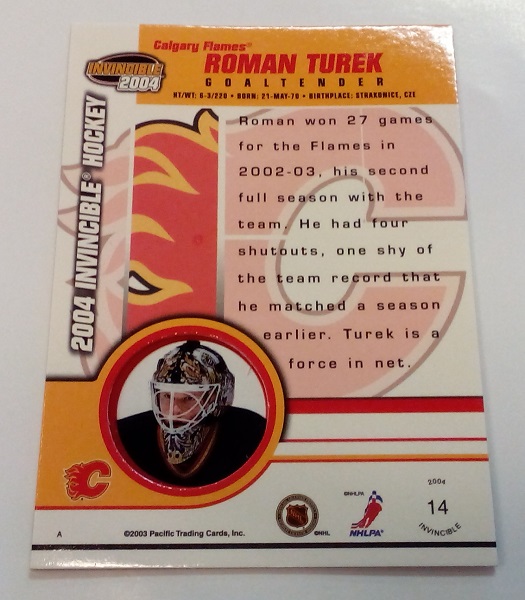 Calgary Flames®
ROMAN TUREK
GOALTENDER
HT/WT: 6-3/220 • BORN: 21-MAY-70 • BIRTHPLACE: STRAKONICE, CZE
INVINCIBLE
2004
2004 INVINCIBLE® HOCKEY
Roman won 27 games
for the Flames in
2002-03, his second
full season with the
team. He had four
shutouts, one shy of
the team record that
he matched a season
earlier. Turek is a
force in net.
A
©2003 Pacific Trading Cards, Inc.
NHL
©NHL
©NHLPA
NHLPA
2004
14
INVINCIBLE